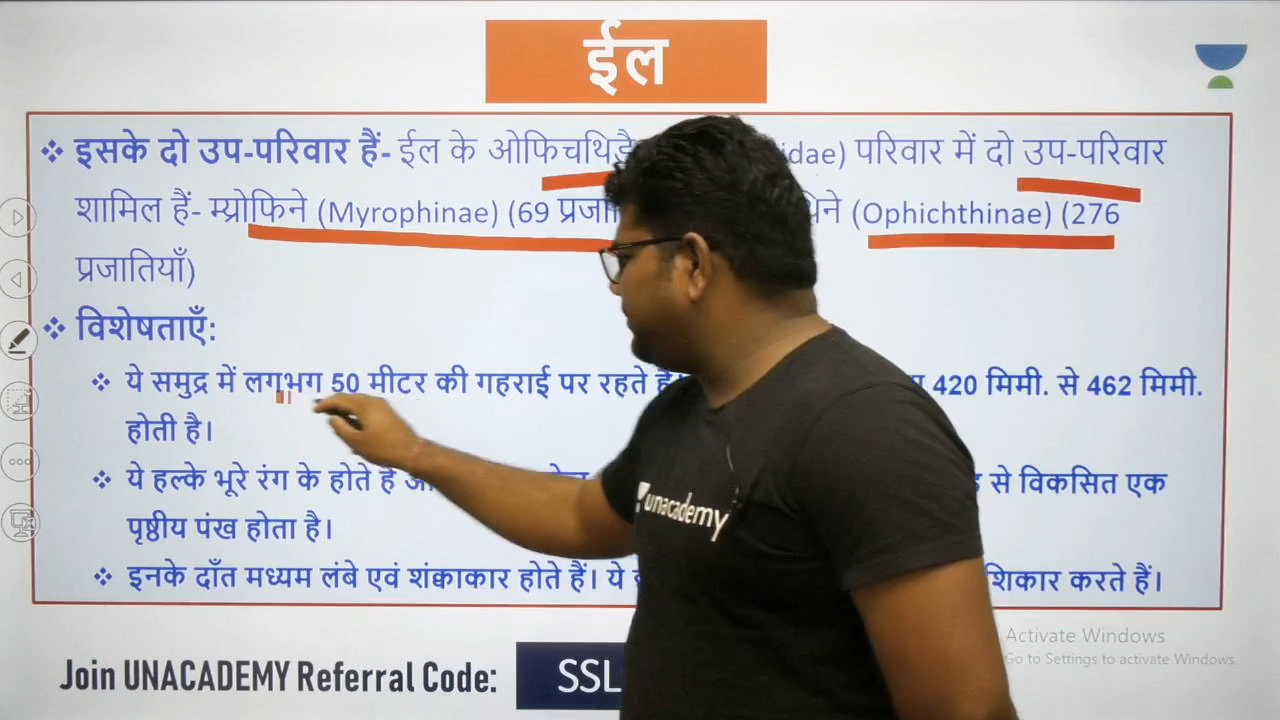 ईल
इसके दो उप-परिवार हैं- ईल के ओफिचथिडै idae) परिवार में दो उप-परिवार
शामिल हैं- म्य्रोफिने (Myrophinae) (69 प्रजा (Ophichthinae) (276
प्रजातियाँ)
विशेषताएँ:
ये समुद्र में लगभग 50 मीटर की गहराई पर रहते हैं। 420 मिमी. से 462 मिमी.
होती है।
ये हल्के भूरे रंग के होते हैं से विकसित एक
पृष्ठीय पंख होता है।
इनके दाँत मध्यम लंबे एवं शंक्वाकार होते हैं। ये शिकार करते हैं।
unacademy
Activate Windows
Go to Settings to activate Windows.
Join UNACADEMY Referral Code: SSL